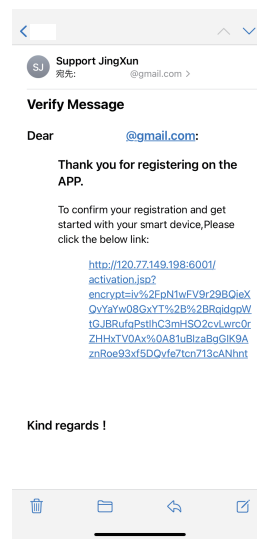 SJ
Support JingXun
宛先: @gmail.com >
Verify Message
Dear @gmail.com:
Thank you for registering on the
APP.
To confirm your registration and get
started with your smart device,Please
click the below link:
http://120.77.149.198:6001/
activation.jsp?
encrypt=iv%2FpN1wFV9r29BQieX
QvYaYw08GxYT%2B%2BRqidgpW
tGJBRufqPstlhC3mHSO2cvLwrc0r
ZHHxTV0Ax%0A81uBlzaBqGIK9A
znRoe93xf5DQvfe7tcn713cANhnt
Kind regards！